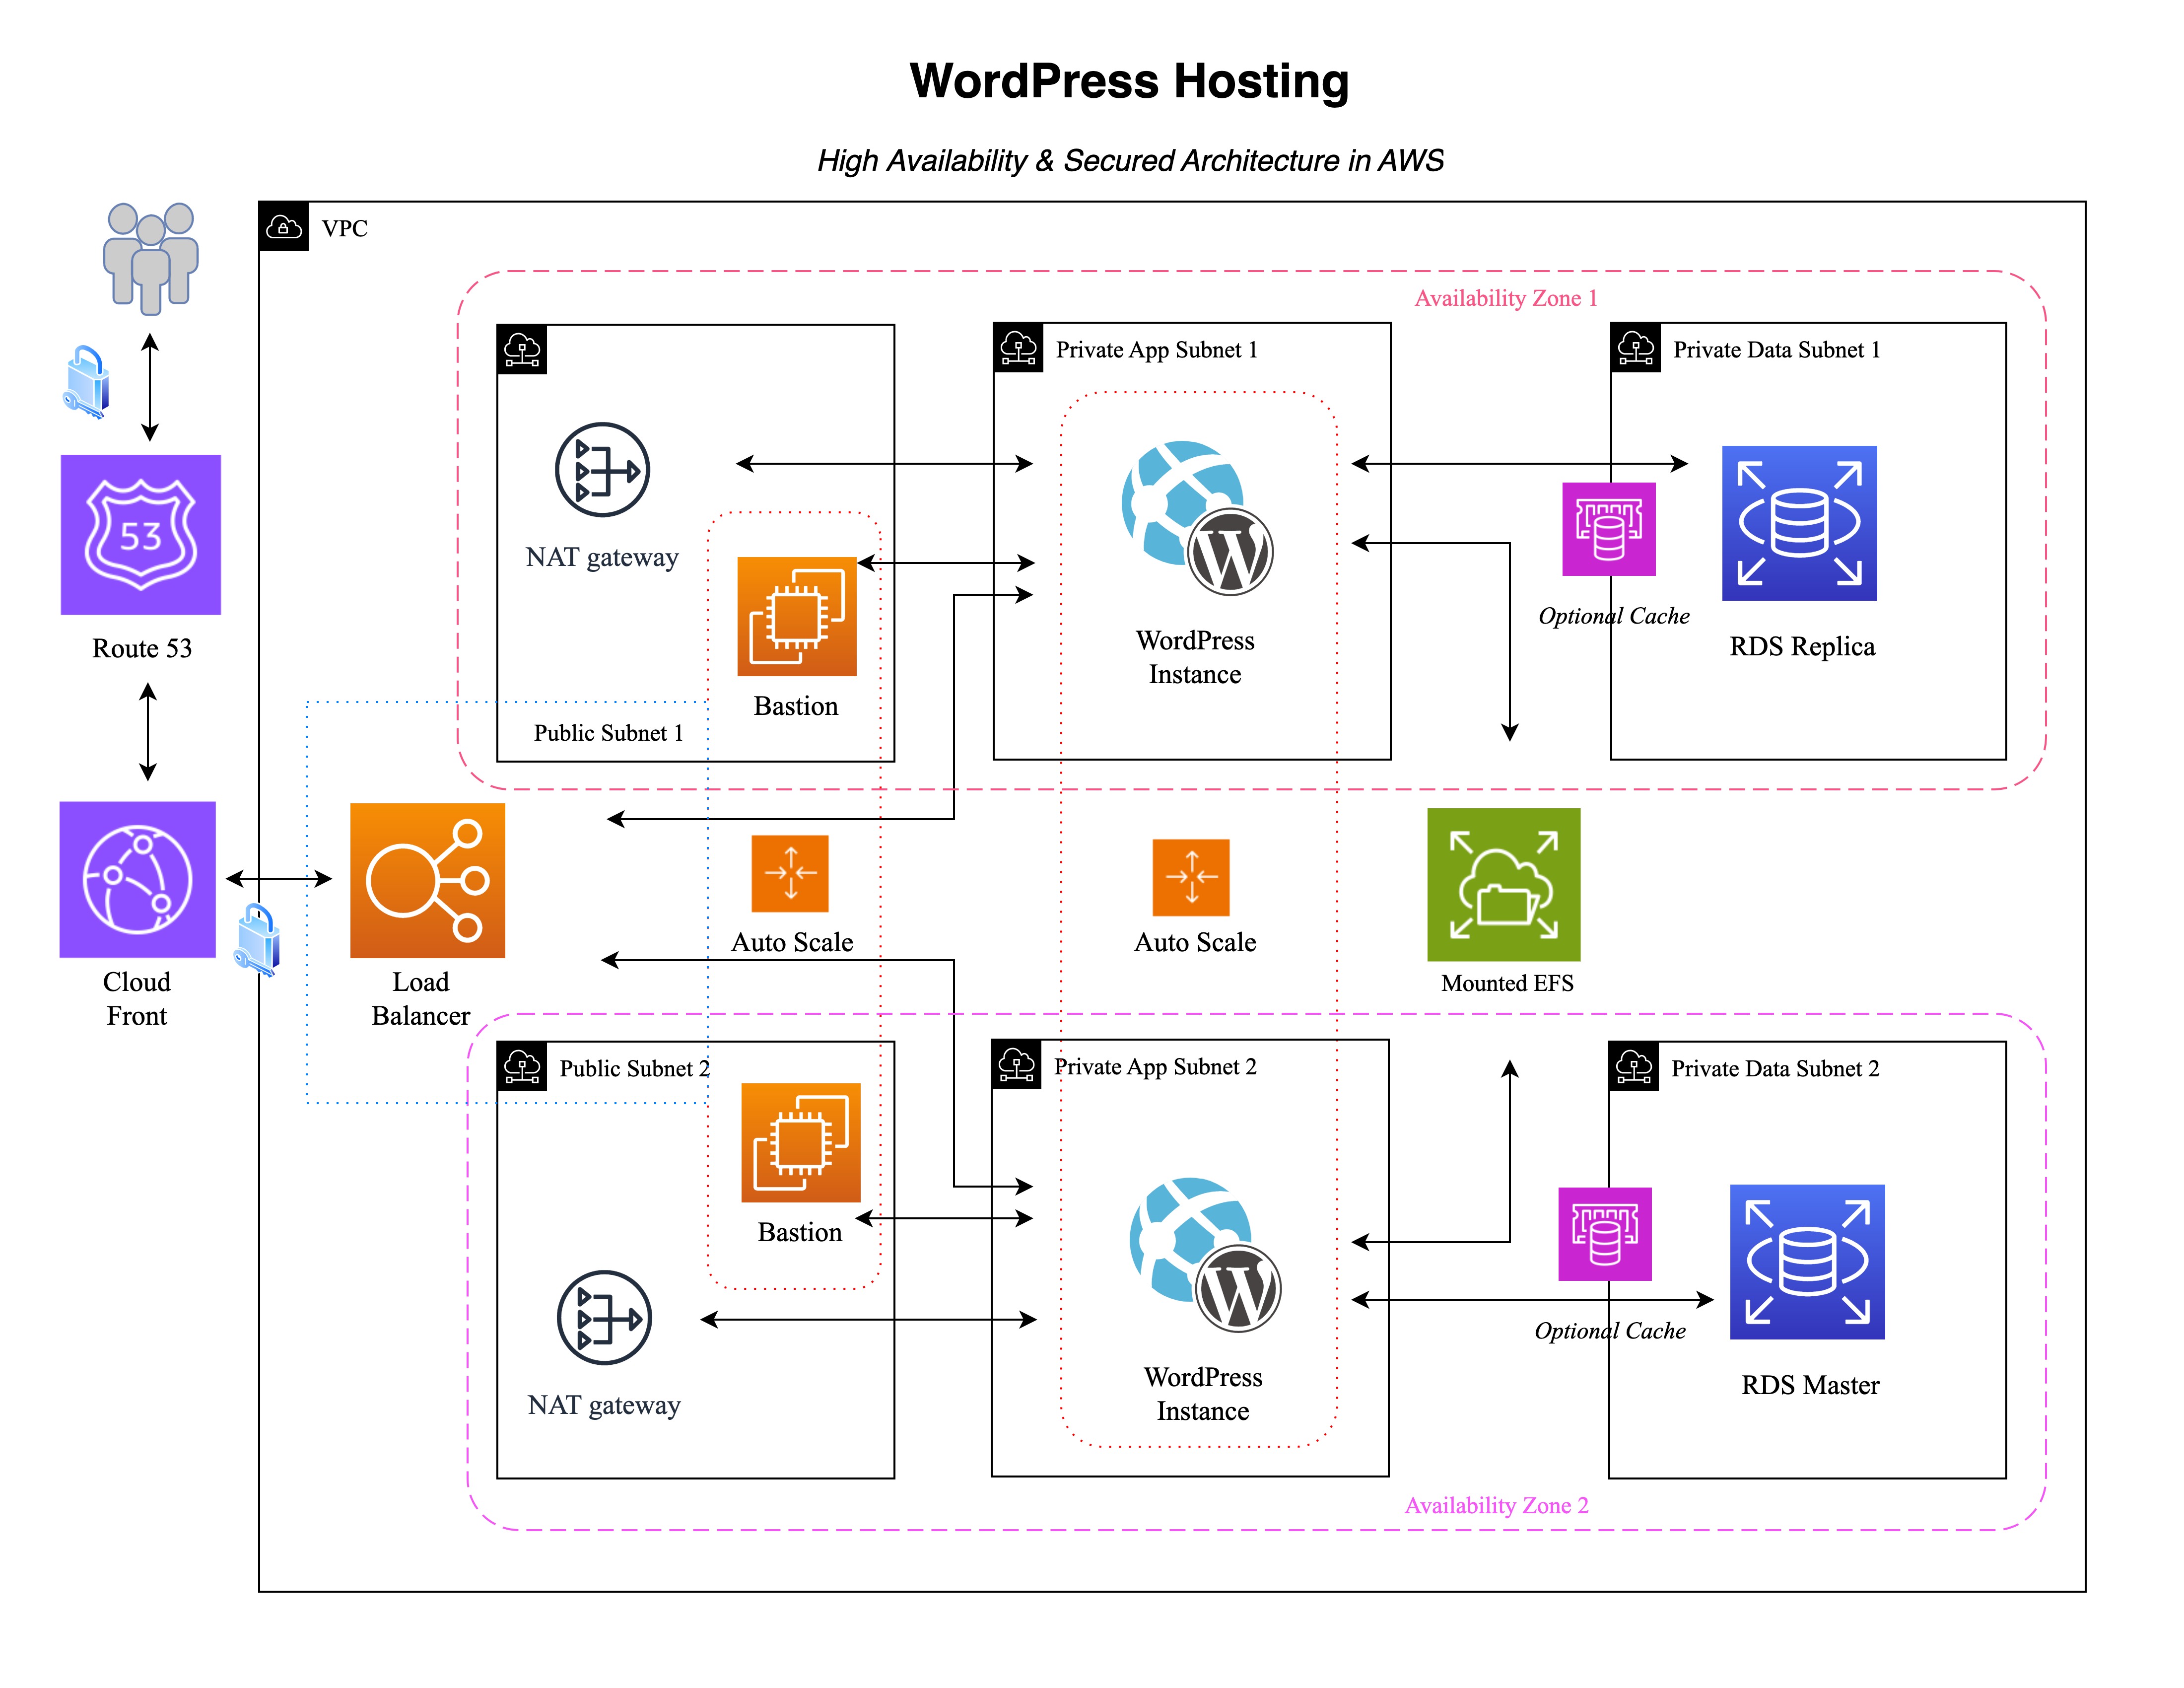 WordPress Hosting
High Availability & Secured Architecture in AWS
VPC
Availability Zone 1
Private App Subnet 1
Private Data Subnet 1
53
Route 53
NAT gateway
Bastion
Public Subnet 1
W
WordPress
Instance
Optional Cache
RDS Replica
Cloud
Front
Load
Balancer
Auto Scale
Auto Scale
Mounted EFS
Public Subnet 2
Private App Subnet 2
Private Data Subnet 2
Bastion
NAT gateway
W
WordPress
Instance
Optional Cache
RDS Master
Availability Zone 2